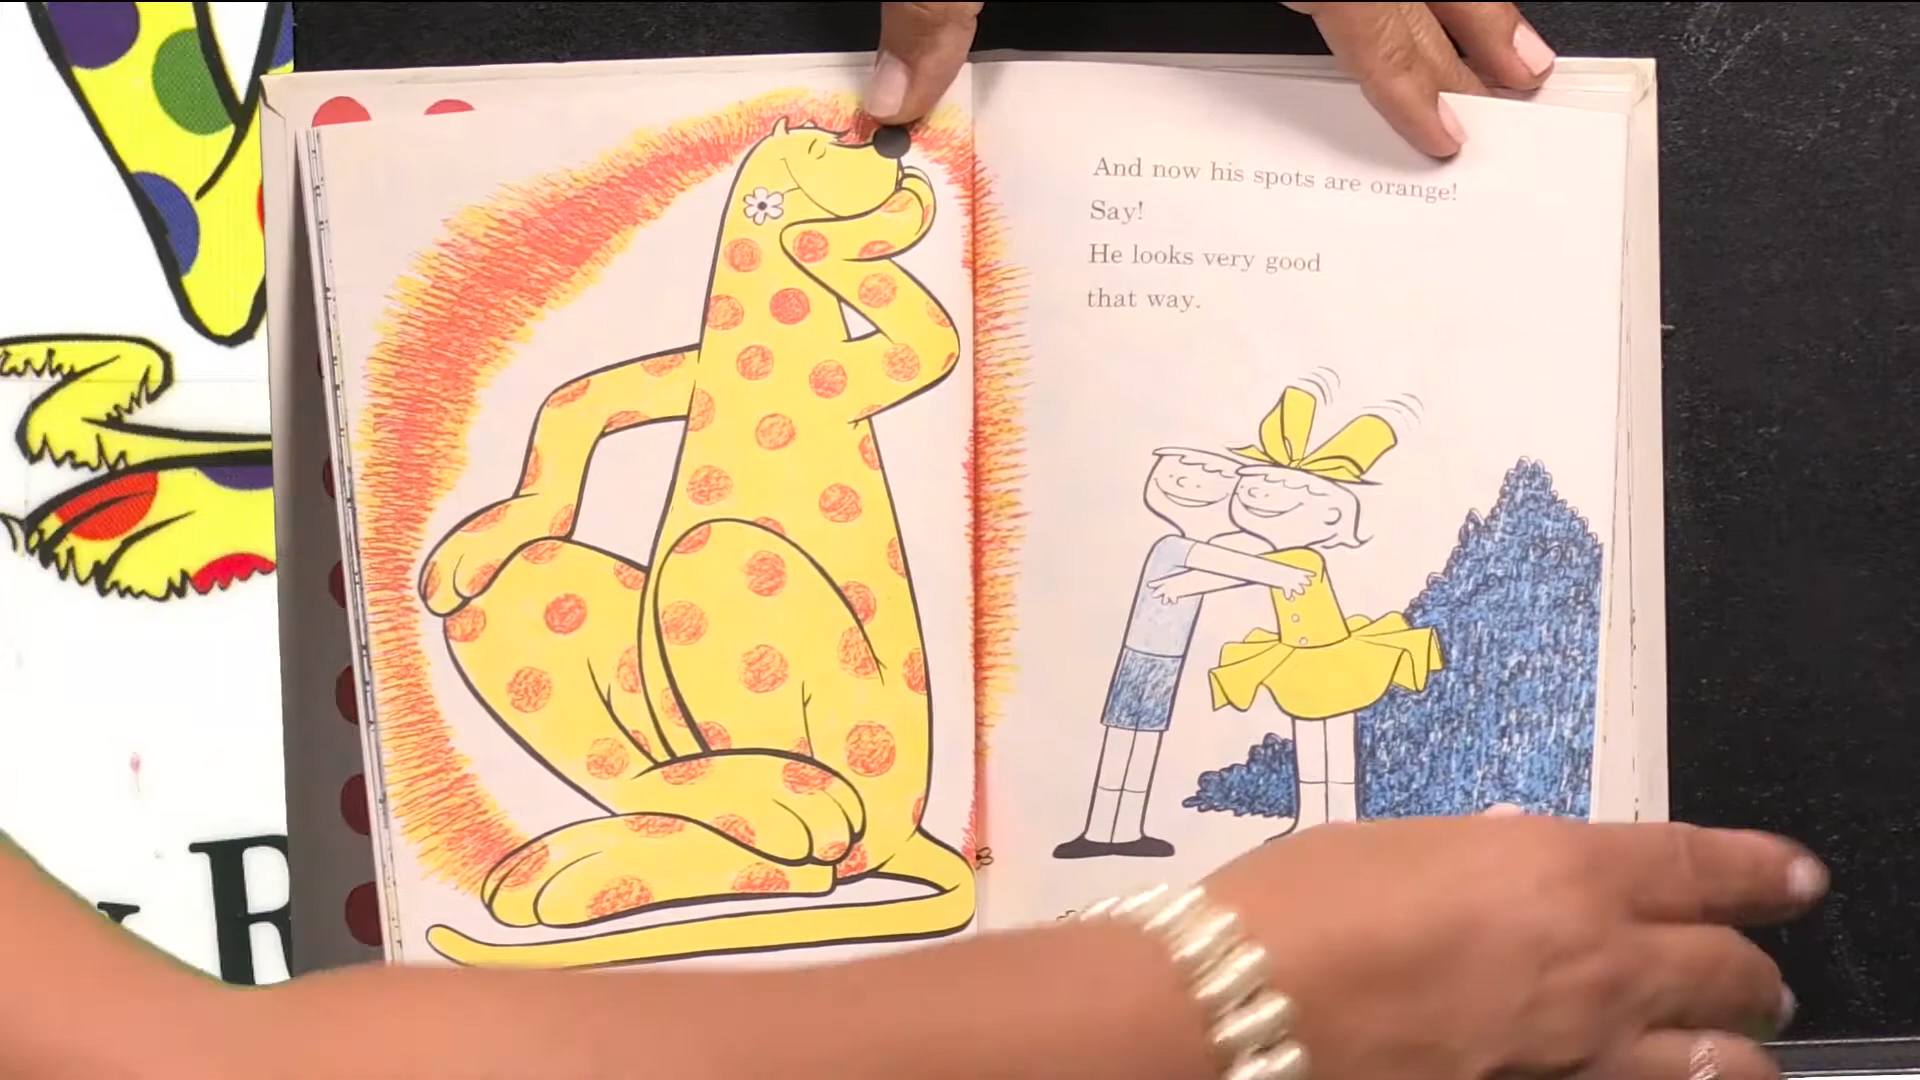 And now his spots are orange!
Say!
He looks very good
that way.
R